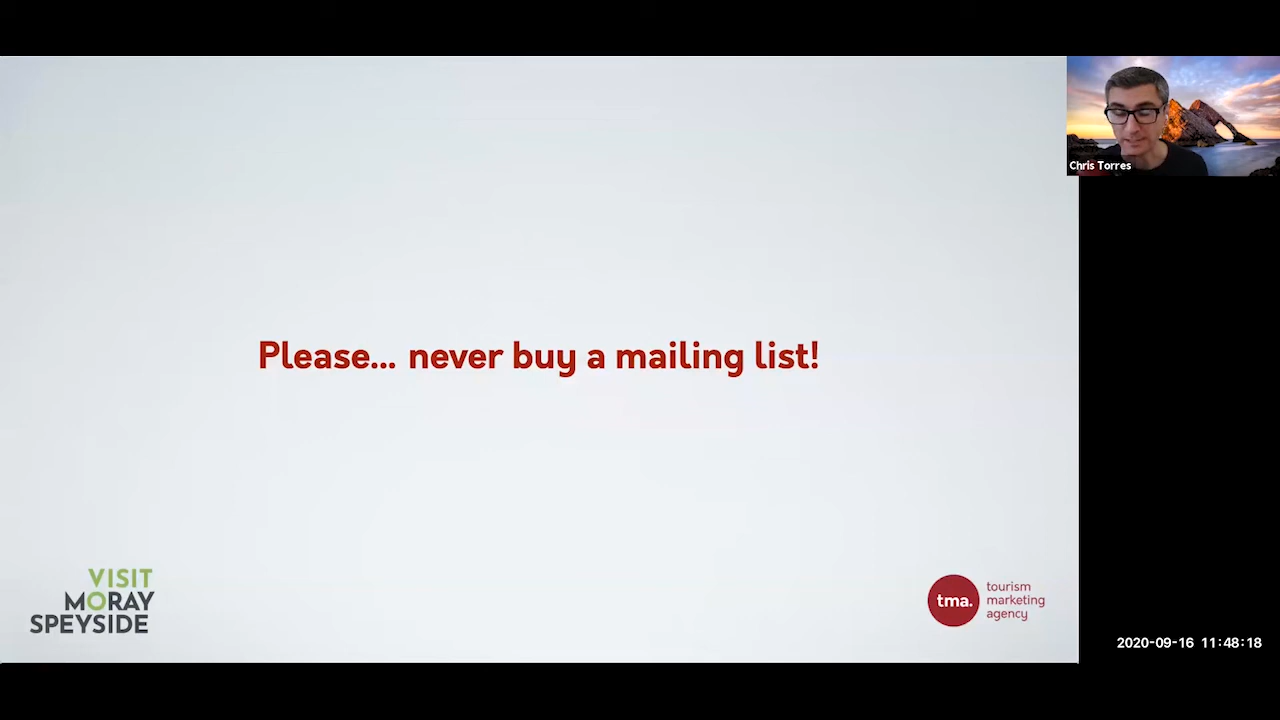 Chris Torres
Please... never buy a mailing list!
VISIT
MORAY
SPEYSIDE
tma.
tourism
marketing
agency
2020-09-16 11:48:18